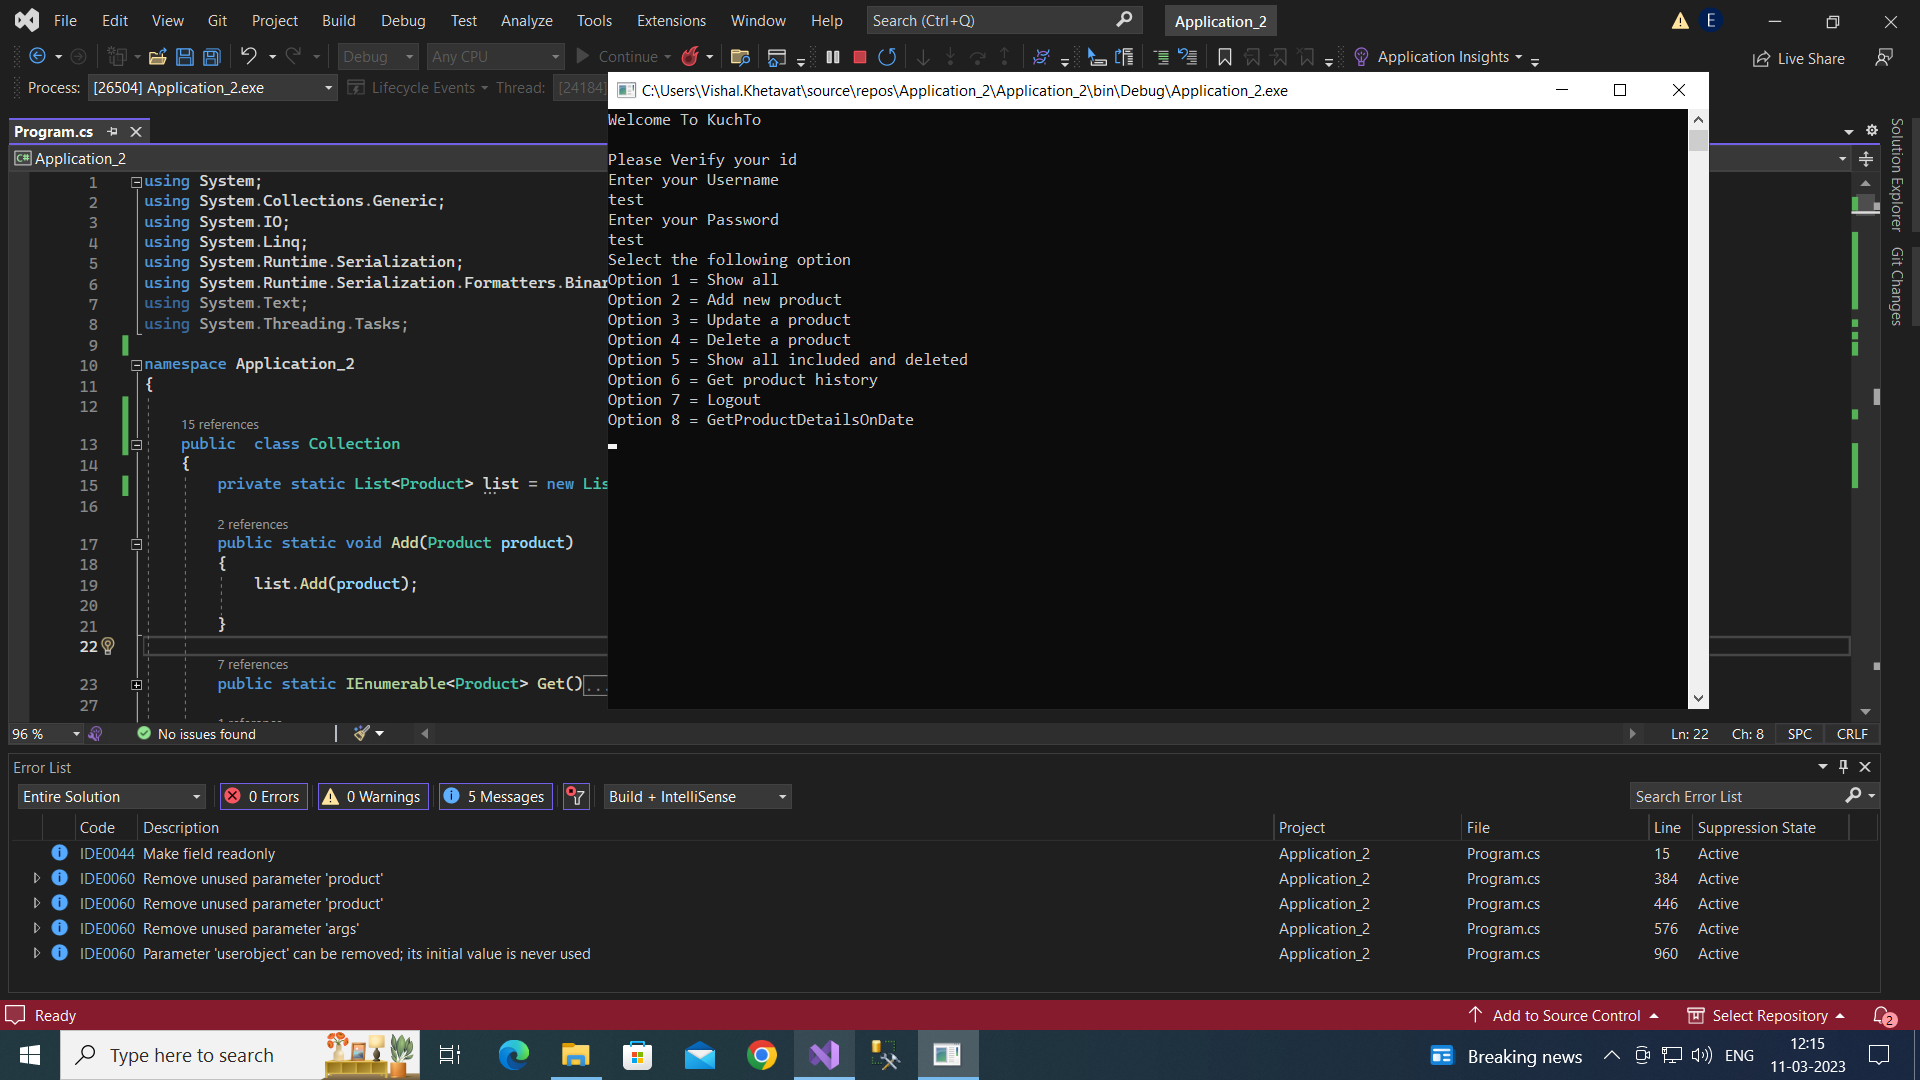 File Edit View Git Project Build Debug Test Analyze Tools Extensions Window Help Search (Ctrl+Q) Application_2 E
Debug Any CPU Continue Application Insights Live Share
Process: [26504] Application_2.exe Lifecycle Events Thread: [24184]
C:\Users\Vishal.Khetavat\source\repos\Application_2\Application_2\bin\Debug\Application_2.exe
Welcome To KuchTo
Please Verify your id
Enter your Username
test
Enter your Password
test
Select the following option
Option 1 = Show all
Option 2 = Add new product
Option 3 = Update a product
Option 4 = Delete a product
Option 5 = Show all included and deleted
Option 6 = Get product history
Option 7 = Logout
Option 8 = GetProductDetailsOnDate
Program.cs
C# Application_2
1 using System;
2 using System.Collections.Generic;
3 using System.IO;
4 using System.Linq;
5 using System.Runtime.Serialization;
6 using System.Runtime.Serialization.Formatters.Binar
7 using System.Text;
8 using System.Threading.Tasks;
9
10 namespace Application_2
11 {
12
15 references
13 public class Collection
14 {
15 private static List<Product> list = new Lis
16
2 references
17 public static void Add(Product product)
18 {
19 list.Add(product);
20
21 }
22
7 references
23 public static IEnumerable<Product> Get()...
27
Solution Explorer
Git Changes
96 % No issues found Ln: 22 Ch: 8 SPC CRLF
Error List
Entire Solution 0 Errors 0 Warnings 5 Messages Build + IntelliSense Search Error List
Code Description Project File Line Suppression State
IDE0044 Make field readonly Application_2 Program.cs 15 Active
IDE0060 Remove unused parameter 'product' Application_2 Program.cs 384 Active
IDE0060 Remove unused parameter 'product' Application_2 Program.cs 446 Active
IDE0060 Remove unused parameter 'args' Application_2 Program.cs 576 Active
IDE0060 Parameter 'userobject' can be removed; its initial value is never used Application_2 Program.cs 960 Active
Ready Add to Source Control Select Repository 2
Type here to search Breaking news ENG 12:15
11-03-2023